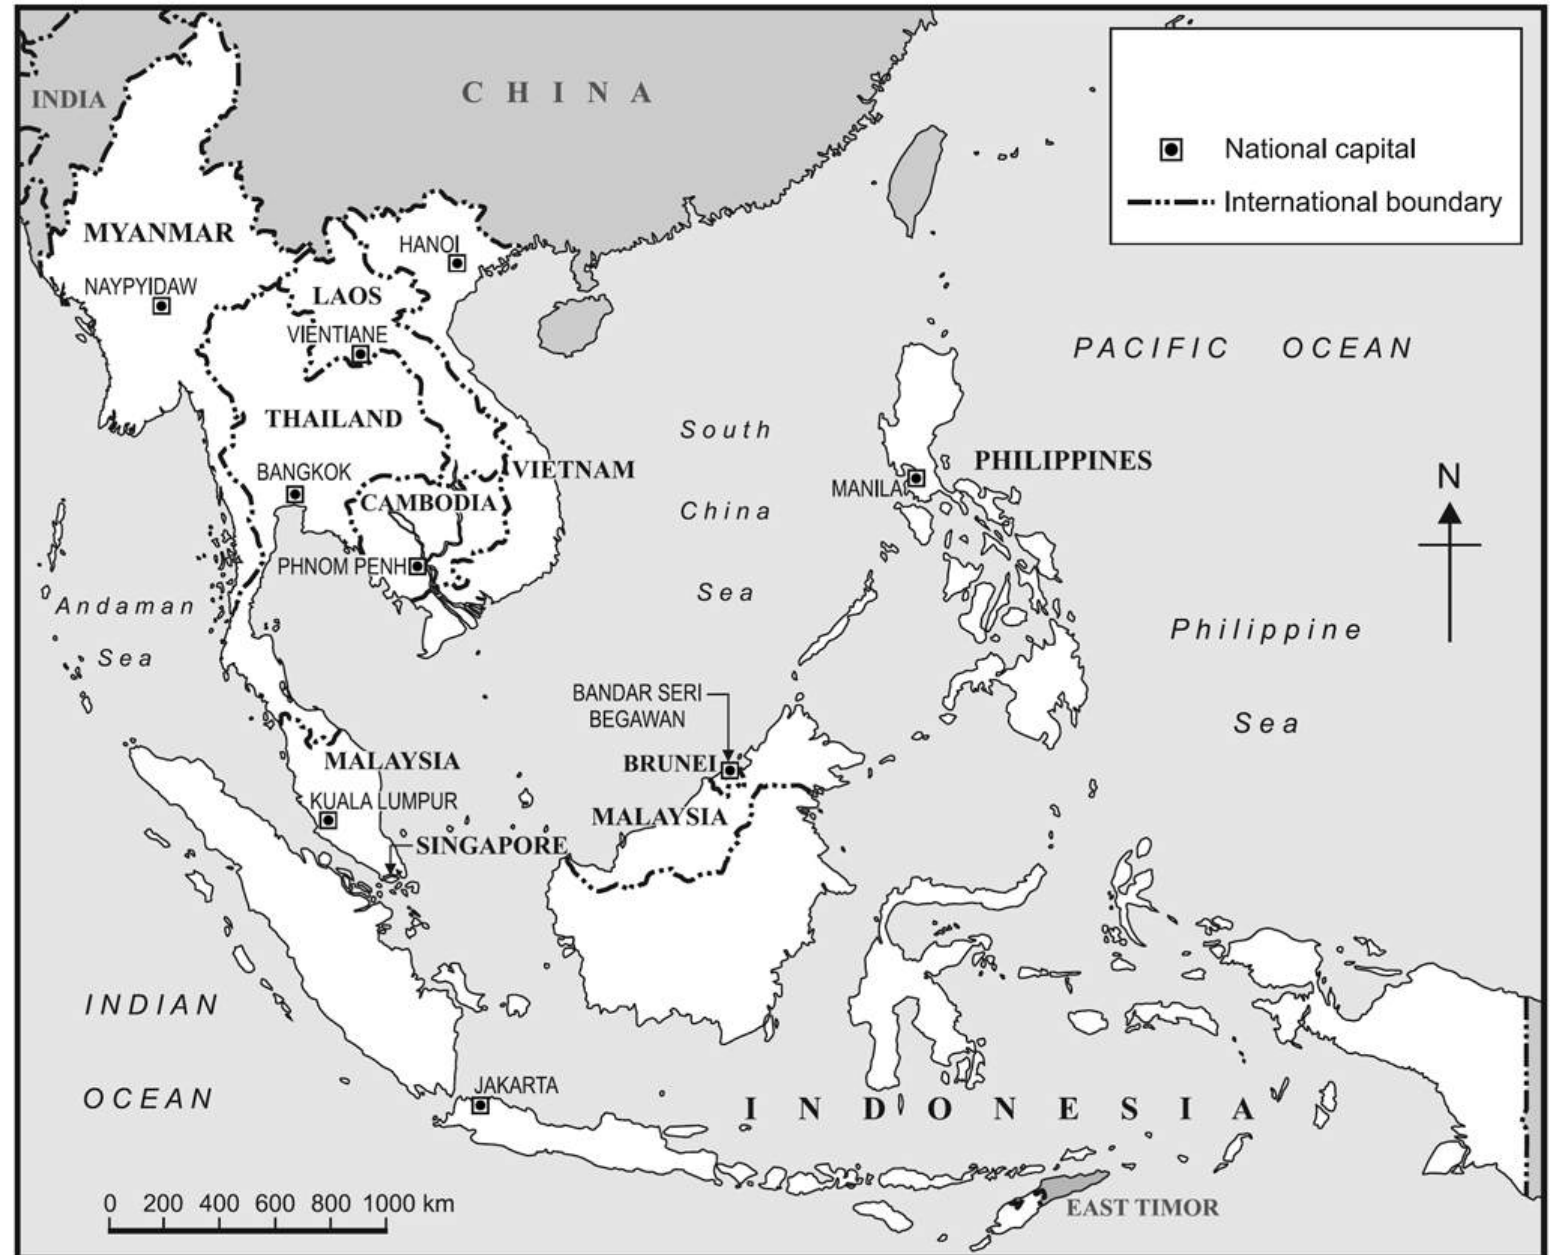 INDIA
C H I N A
National capital
International boundary
MYANMAR
HANOI
NAYPYIDAW
LAOS
VIENTIANE
PACIFIC OCEAN
THAILAND
South
China
Sea
BANGKOK
VIETNAM
CAMBODIA
PHILIPPINES
MANILA
N
PHNOM PENH
Andaman
Sea
Philippine
Sea
BANDAR SERI
BEGAWAN
BRUNEI
MALAYSIA
KUALA LUMPUR
MALAYSIA
SINGAPORE
INDIAN
OCEAN
JAKARTA
I N D O N E S I A
EAST TIMOR
0 200 400 600 800 1000 km